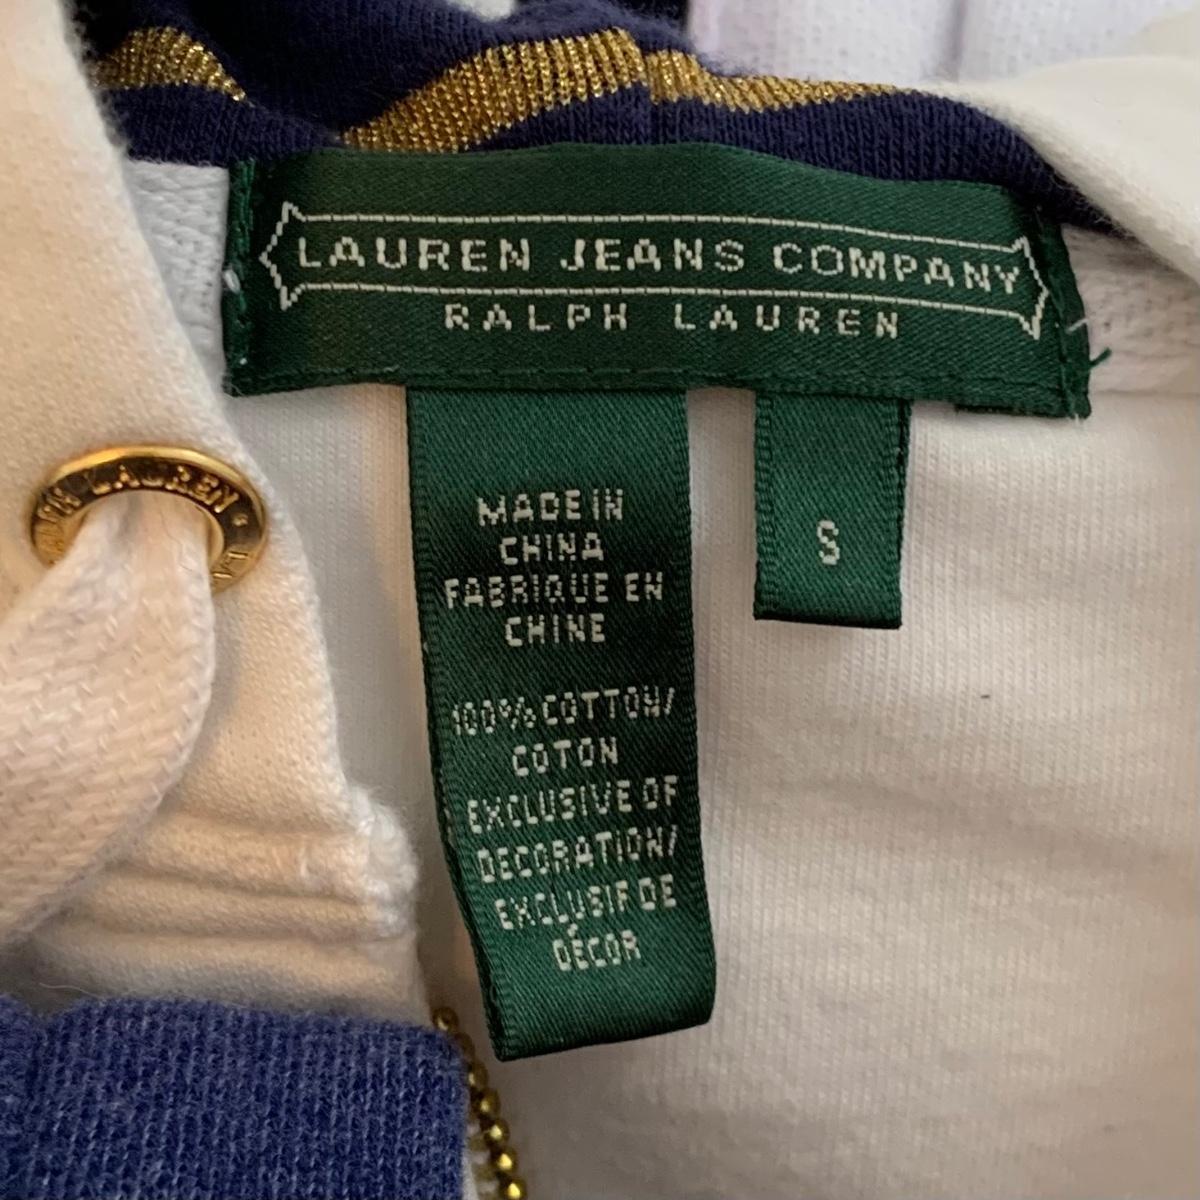 LAUREN JEANS COMPANY
RALPH LAUREN
MADE IN
CHINA
FABRIQUE EN
CHINE
100% COTTON/
COTON
EXCLUSIVE OF
DECORATION/
EXCLUSIF DE
DÉCOR
S
LAUREN